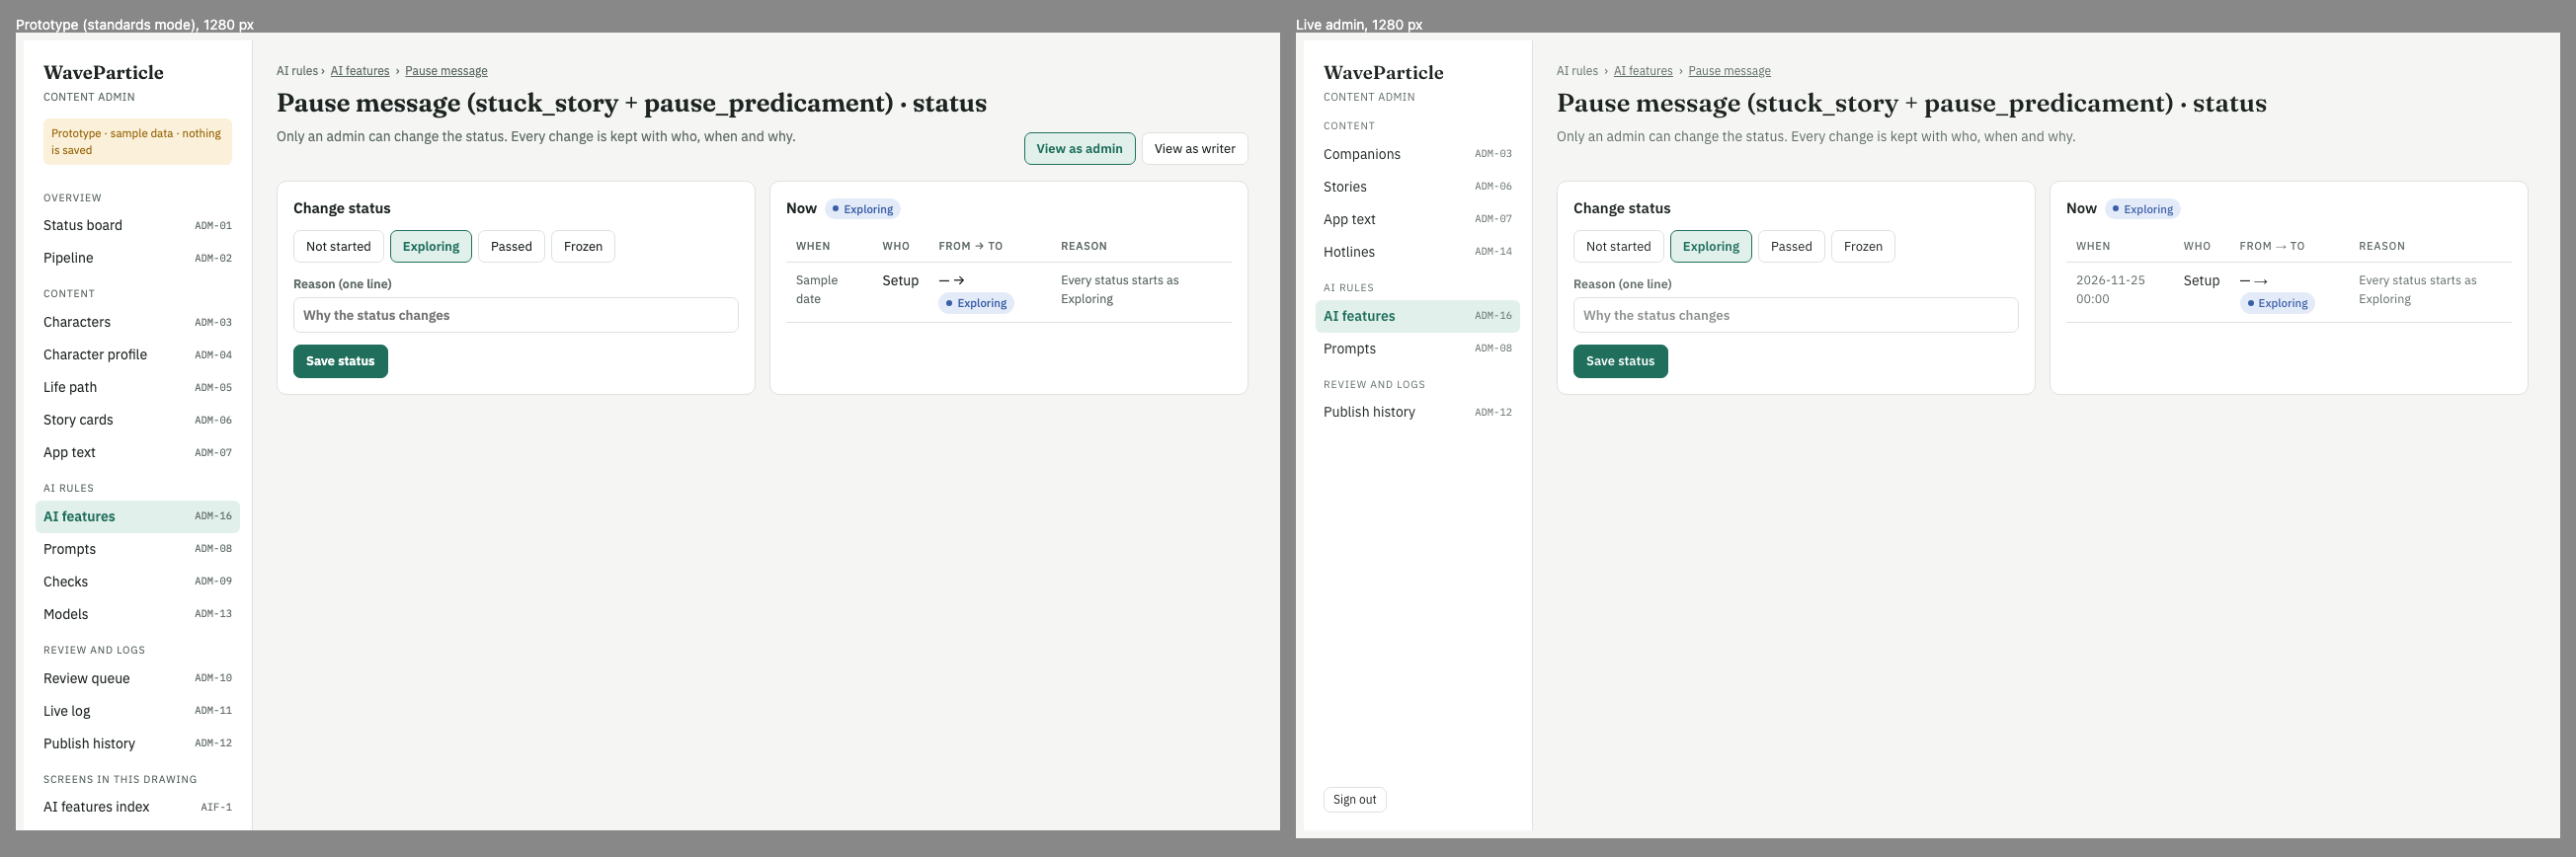 Prototype (standards mode), 1280 px
WaveParticle
CONTENT ADMIN
Prototype · sample data · nothing
is saved
OVERVIEW
Status board ADM-01
Pipeline ADM-02
CONTENT
Characters ADM-03
Character profile ADM-04
Life path ADM-05
Story cards ADM-06
App text ADM-07
AI RULES
AI features ADM-16
Prompts ADM-08
Checks ADM-09
Models ADM-13
REVIEW AND LOGS
Review queue ADM-10
Live log ADM-11
Publish history ADM-12
SCREENS IN THIS DRAWING
AI features index AIF-1
AI rules › AI features › Pause message
Pause message (stuck_story + pause_predicament) · status
Only an admin can change the status. Every change is kept with who, when and why.
View as admin View as writer
Change status
Not started Exploring Passed Frozen
Reason (one line)
Why the status changes
Save status
Now Exploring
WHEN WHO FROM → TO REASON
Sample date Setup — → Exploring Every status starts as Exploring
Live admin, 1280 px
WaveParticle
CONTENT ADMIN
CONTENT
Companions ADM-03
Stories ADM-06
App text ADM-07
Hotlines ADM-14
AI RULES
AI features ADM-16
Prompts ADM-08
REVIEW AND LOGS
Publish history ADM-12
Sign out
AI rules › AI features › Pause message
Pause message (stuck_story + pause_predicament) · status
Only an admin can change the status. Every change is kept with who, when and why.
Change status
Not started Exploring Passed Frozen
Reason (one line)
Why the status changes
Save status
Now Exploring
WHEN WHO FROM → TO REASON
2026-11-25 00:00 Setup — → Exploring Every status starts as Exploring